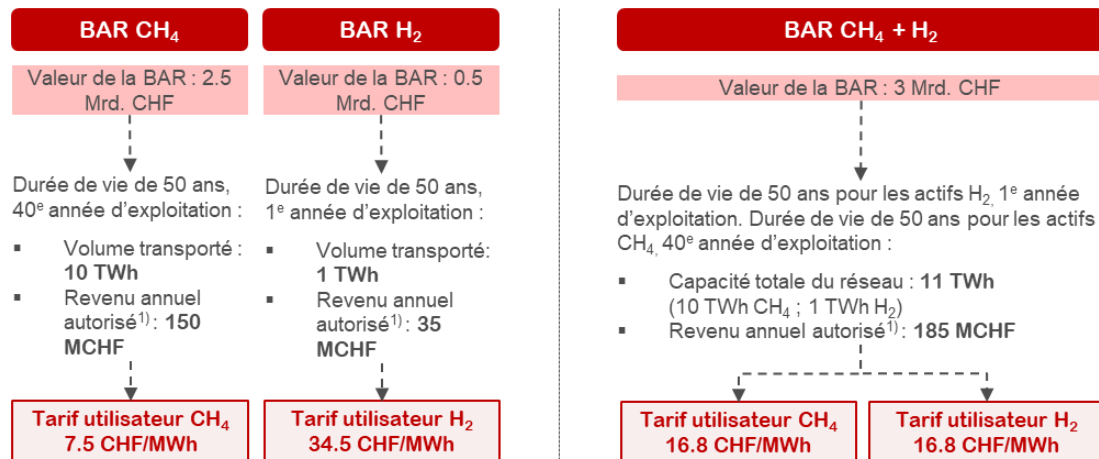 BAR CH₄
Valeur de la BAR : 2.5
Mrd. CHF
Durée de vie de 50 ans,
40ᵉ année d’exploitation :
▪ Volume transporté :
10 TWh
▪ Revenu annuel
autorisé¹⁾ : 150
MCHF
Tarif utilisateur CH₄
7.5 CHF/MWh
BAR H₂
Valeur de la BAR : 0.5
Mrd. CHF
Durée de vie de 50 ans,
1ᵉ année d’exploitation :
▪ Volume transporté:
1 TWh
▪ Revenu annuel
autorisé¹⁾ : 35
MCHF
Tarif utilisateur H₂
34.5 CHF/MWh
BAR CH₄ + H₂
Valeur de la BAR : 3 Mrd. CHF
Durée de vie de 50 ans pour les actifs H₂, 1ᵉ année
d’exploitation. Durée de vie de 50 ans pour les actifs
CH₄, 40ᵉ année d’exploitation :
▪ Capacité totale du réseau : 11 TWh
(10 TWh CH₄ ; 1 TWh H₂)
▪ Revenu annuel autorisé¹⁾ : 185 MCHF
Tarif utilisateur CH₄
16.8 CHF/MWh
Tarif utilisateur H₂
16.8 CHF/MWh